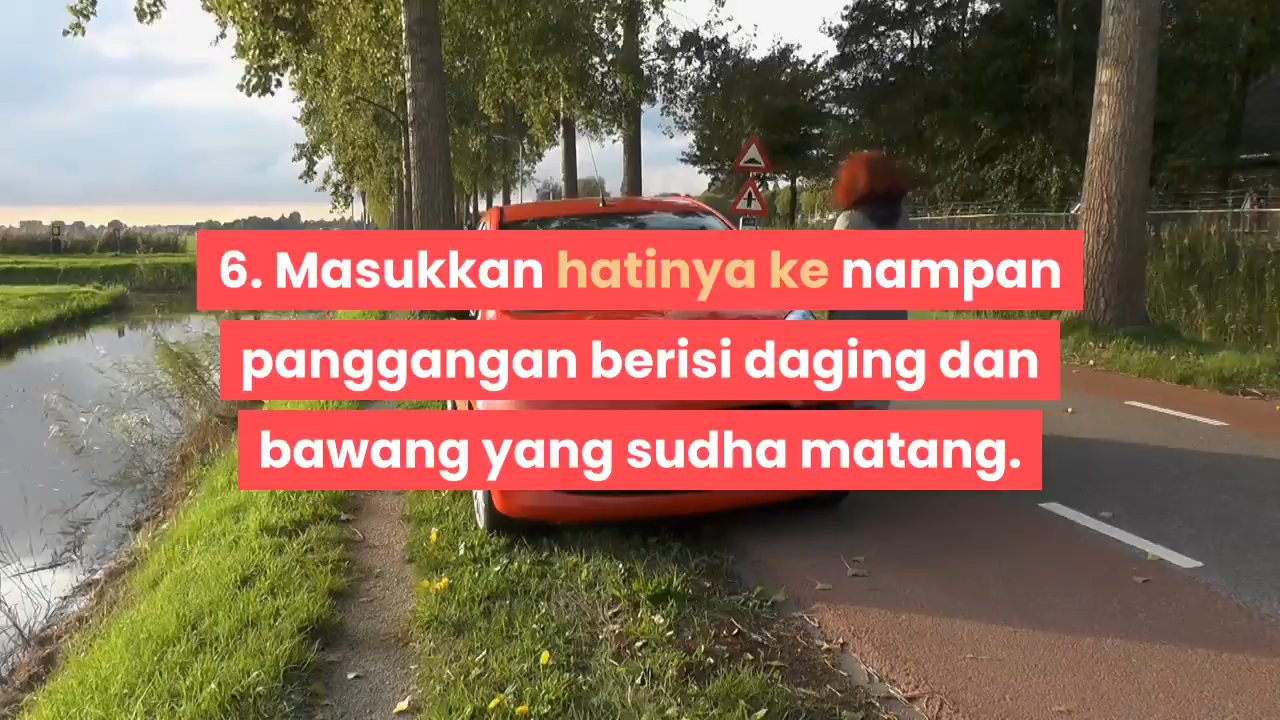 6. Masukkan hatinya ke nampan
panggangan berisi daging dan
bawang yang sudha matang.